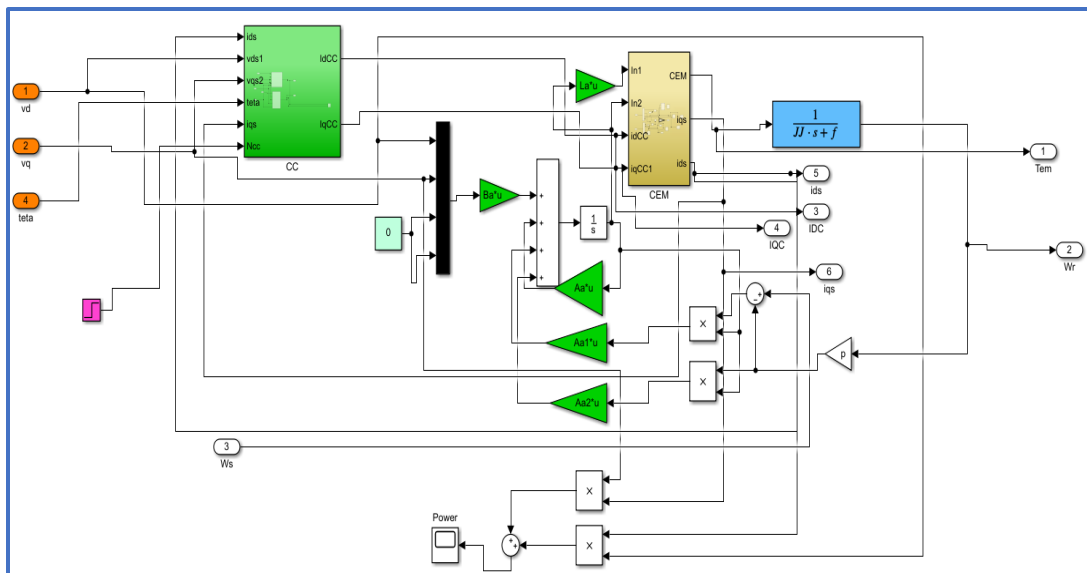 ids
vds1
vqs2
teta
iqs
Ncc
IdCC
IqCC
CC
1
vd
2
vq
4
teta
0
Ba*u
+
+
+
+
1
s
La*u
In1
In2
idCC
iqCC1
CEM
iqs
ids
CEM
1
JJ · s + f
1
Tem
5
ids
3
IDC
4
IQC
2
Wr
6
iqs
Aa*u
Aa1*u
Aa2*u
×
×
+
−
p
3
Ws
×
×
+
+
Power